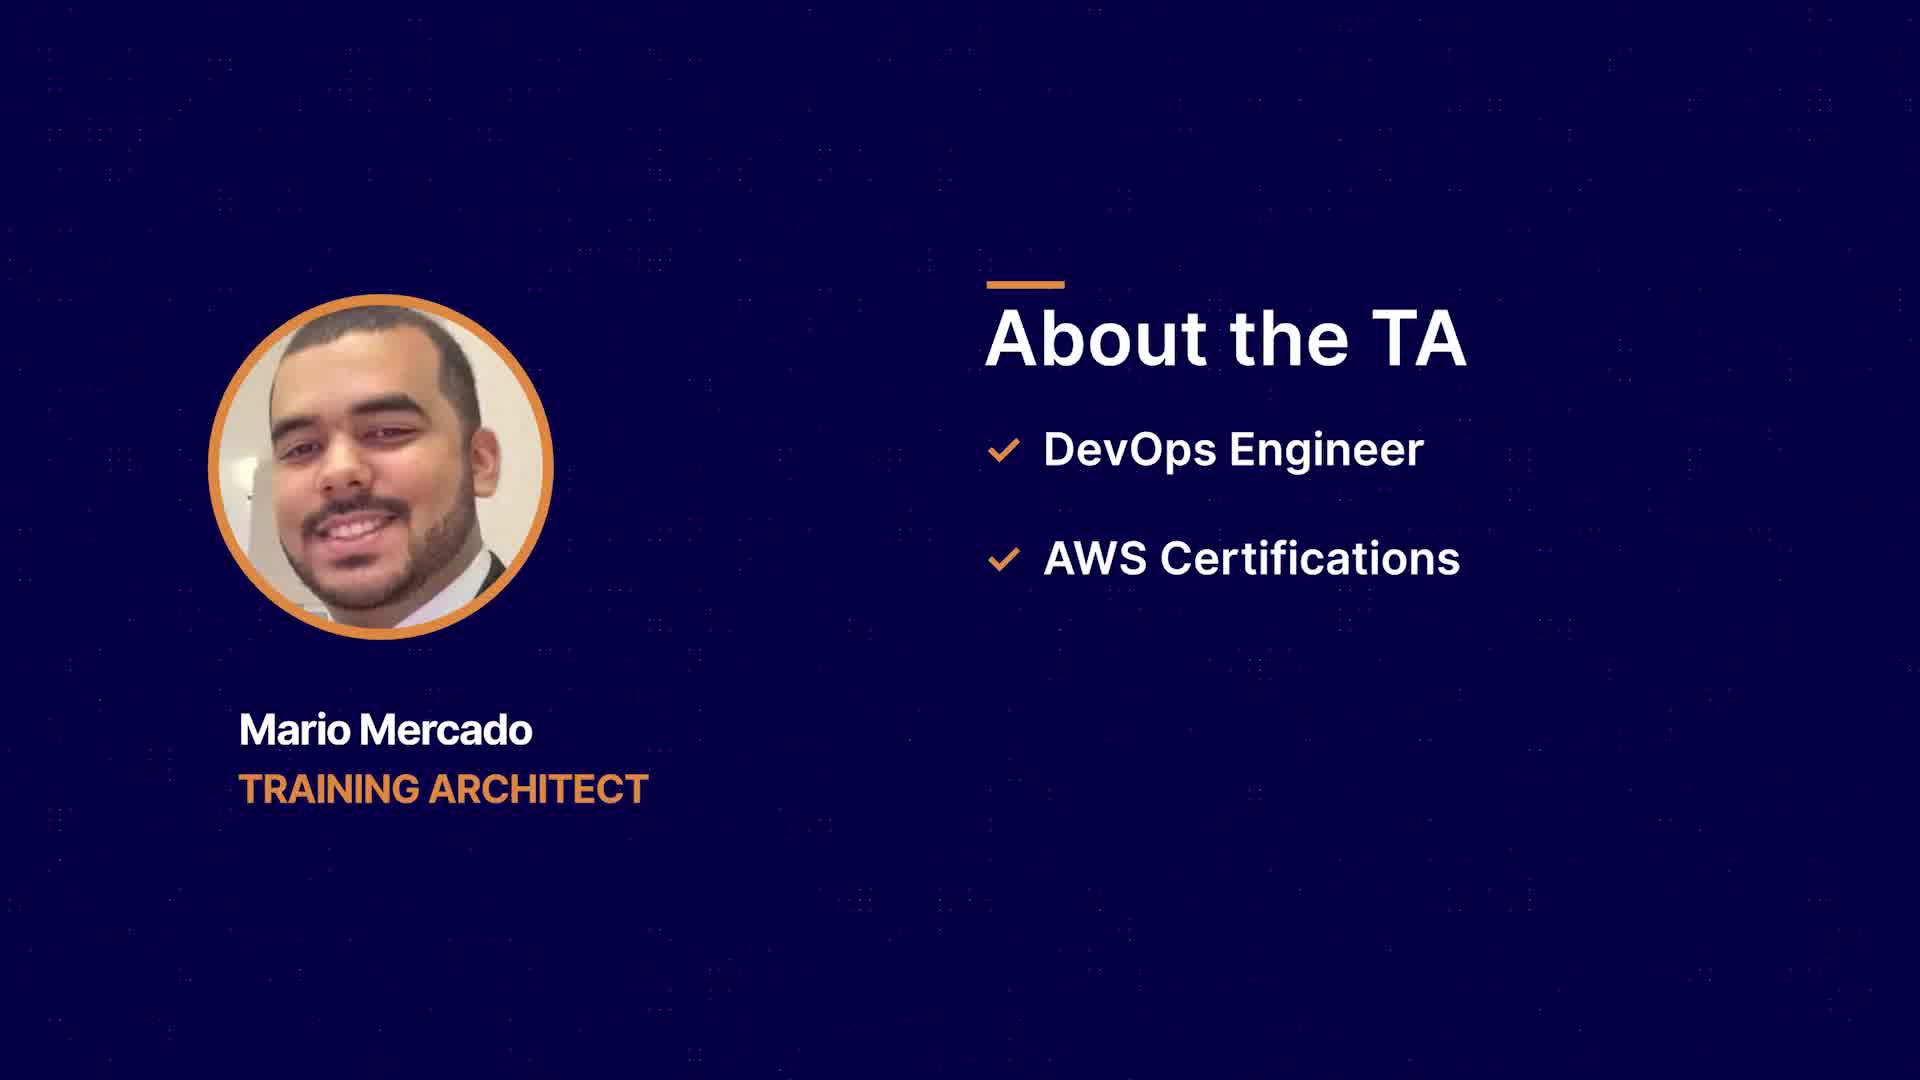 Mario Mercado
TRAINING ARCHITECT
About the TA
DevOps Engineer
AWS Certifications